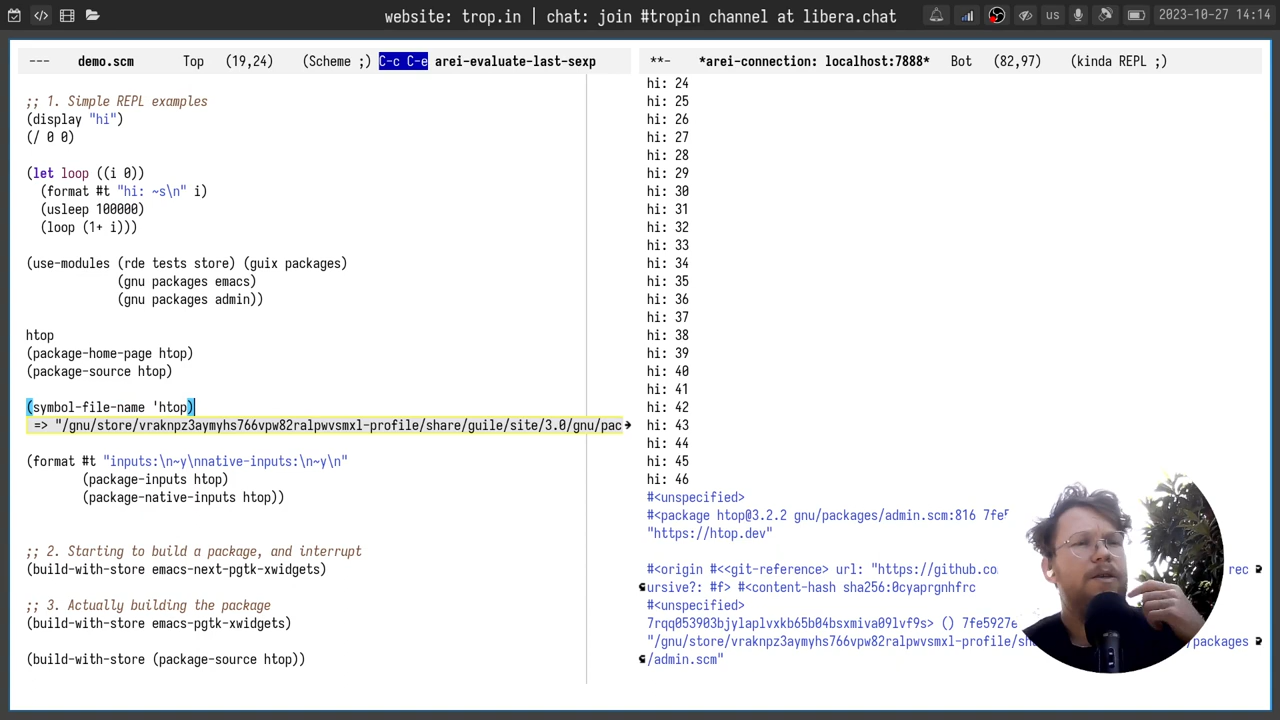 website: trop.in | chat: join #tropin channel at libera.chat
us
2023-10-27 14:14
--- demo.scm Top (19,24) (Scheme ;) C-c C-e arei-evaluate-last-sexp
;; 1. Simple REPL examples
(display "hi")
(/ 0 0)
(let loop ((i 0))
(format #t "hi: ~s\n" i)
(usleep 100000)
(loop (1+ i)))
(use-modules (rde tests store) (guix packages)
(gnu packages emacs)
(gnu packages admin))
htop
(package-home-page htop)
(package-source htop)
(symbol-file-name 'htop)
=> "/gnu/store/vraknpz3aymyhs766vpw82ralpwvsmxl-profile/share/guile/site/3.0/gnu/pac
(format #t "inputs:\n~y\nnative-inputs:\n~y\n"
(package-inputs htop)
(package-native-inputs htop))
;; 2. Starting to build a package, and interrupt
(build-with-store emacs-next-pgtk-xwidgets)
;; 3. Actually building the package
(build-with-store emacs-pgtk-xwidgets)
(build-with-store (package-source htop))
**- *arei-connection: localhost:7888* Bot (82,97) (kinda REPL ;)
hi: 24
hi: 25
hi: 26
hi: 27
hi: 28
hi: 29
hi: 30
hi: 31
hi: 32
hi: 33
hi: 34
hi: 35
hi: 36
hi: 37
hi: 38
hi: 39
hi: 40
hi: 41
hi: 42
hi: 43
hi: 44
hi: 45
hi: 46
#<unspecified>
#<package htop@3.2.2 gnu/packages/admin.scm:816 7fe5
"https://htop.dev"
#<origin #<<git-reference> url: "https://github.co rec
ursive?: #f> #<content-hash sha256:0cyaprgnhfrc
#<unspecified>
7rqq053903bjylaplvxkb65b04bsxmiva09lvf9s> () 7fe5927e
"/gnu/store/vraknpz3aymyhs766vpw82ralpwvsmxl-profile/sh /packages
/admin.scm"